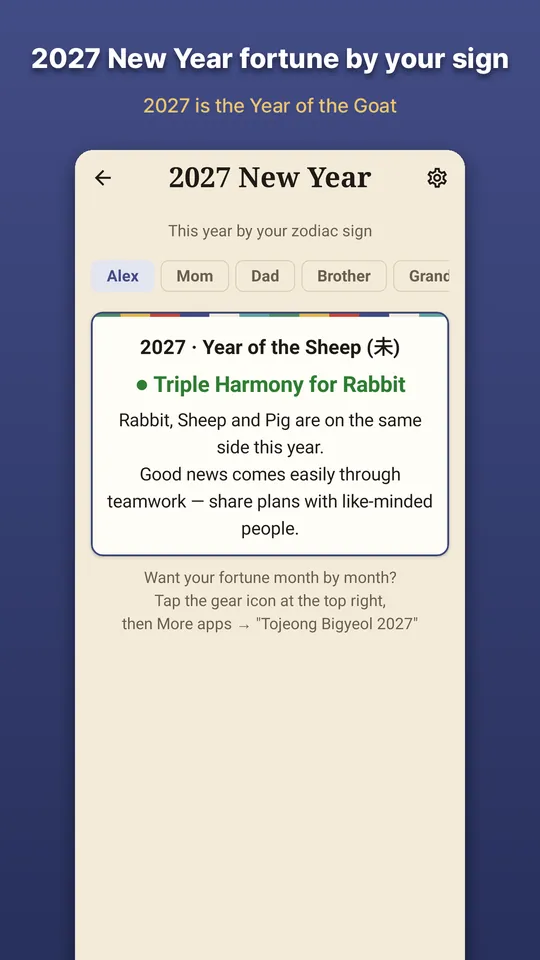 2027 New Year fortune by your sign
2027 is the Year of the Goat
2027 New Year
This year by your zodiac sign
Alex Mom Dad Brother Grand
2027 · Year of the Sheep (未)
Triple Harmony for Rabbit
Rabbit, Sheep and Pig are on the same
side this year.
Good news comes easily through
teamwork — share plans with like-minded
people.
Want your fortune month by month?
Tap the gear icon at the top right,
then More apps → "Tojeong Bigyeol 2027"